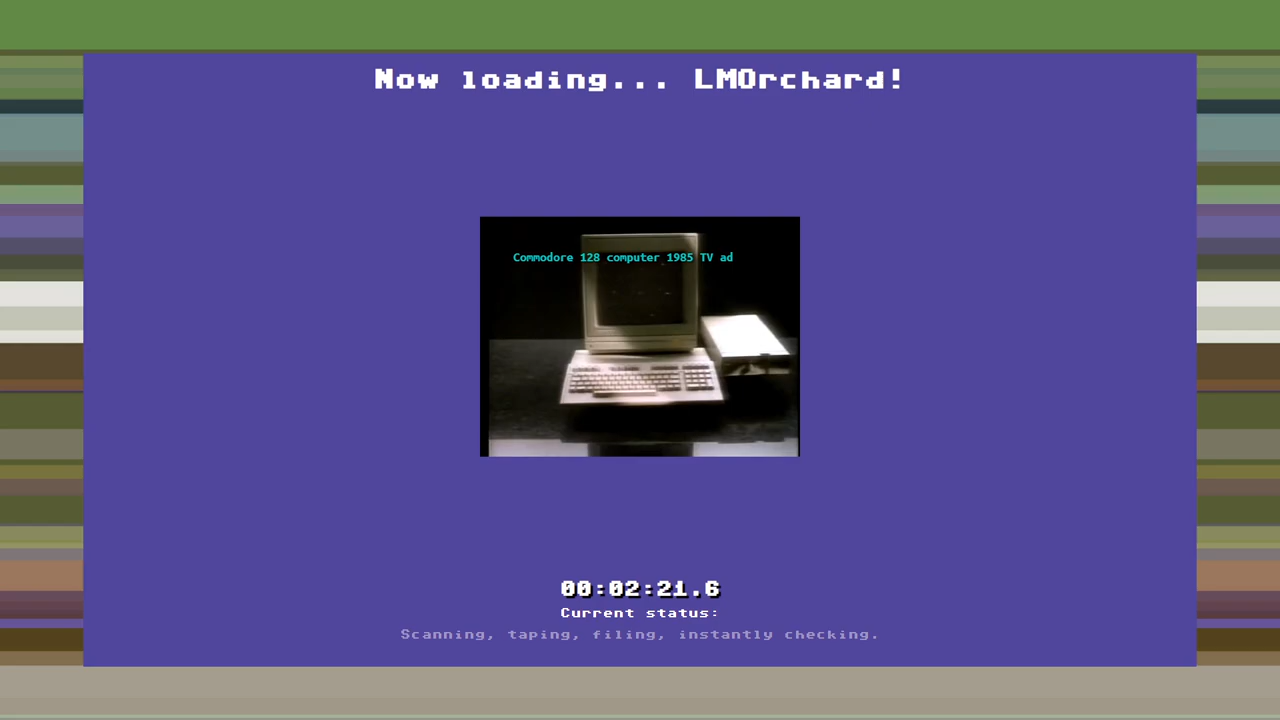 Now loading... LMOrchard!
Commodore 128 computer 1985 TV ad
00:02:21.6
Current status:
Scanning, taping, filing, instantly checking.